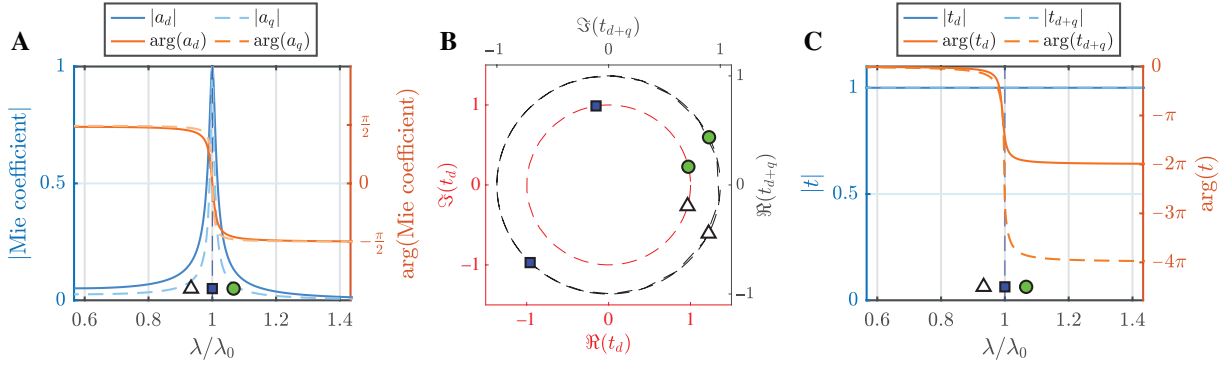 A
|a_d| |a_q|
arg(a_d) arg(a_q)
|Mie coefficient|
1
0.5
0
0.6 0.8 1 1.2 1.4
λ/λ₀
π/2
0
−π/2
arg(Mie coefficient)
B
ℑ(t_{d+q})
−1 0 1
ℑ(t_d)
1
0
−1
−1 0 1
ℜ(t_d)
1
0
−1
ℜ(t_{d+q})
C
|t_d| |t_{d+q}|
arg(t_d) arg(t_{d+q})
|t|
1
0.5
0
0.6 0.8 1 1.2 1.4
λ/λ₀
0
−π
−2π
−3π
−4π
arg(t)